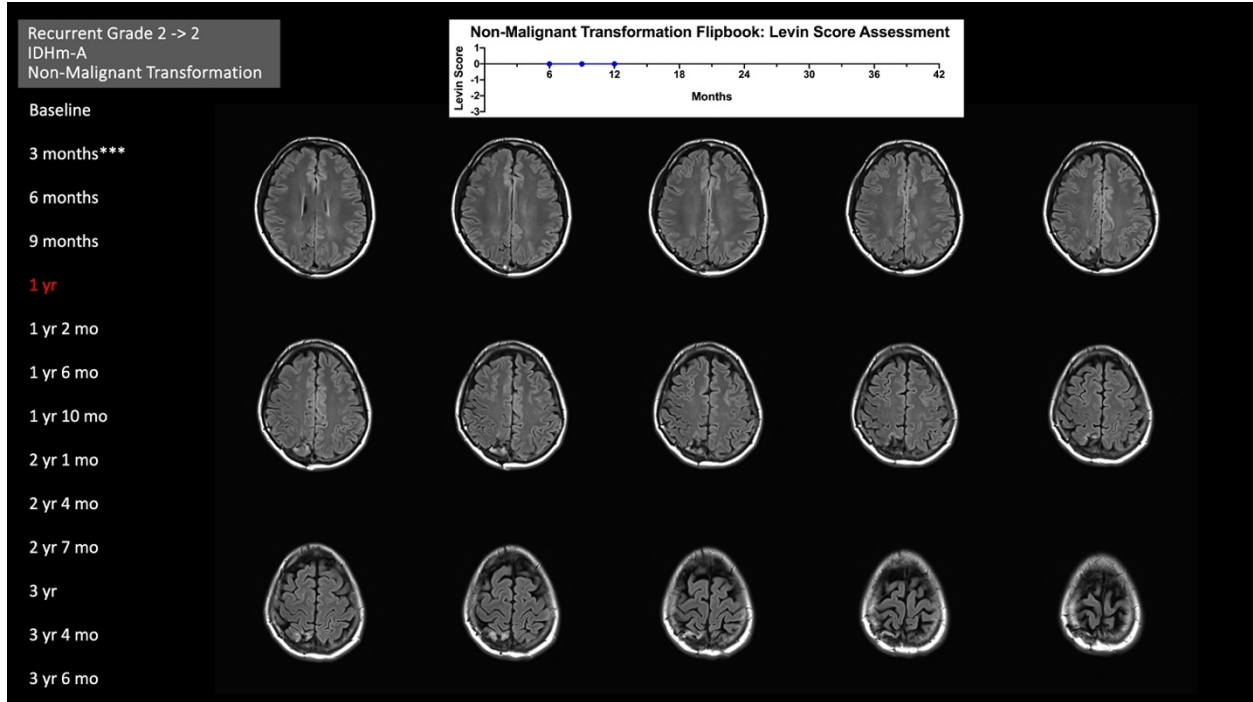 Recurrent Grade 2 -> 2
IDHm-A
Non-Malignant Transformation
Non-Malignant Transformation Flipbook: Levin Score Assessment
Levin Score
1
0
-1
-2
-3
6 12 18 24 30 36 42
Months
Baseline
3 months***
6 months
9 months
1 yr
1 yr 2 mo
1 yr 6 mo
1 yr 10 mo
2 yr 1 mo
2 yr 4 mo
2 yr 7 mo
3 yr
3 yr 4 mo
3 yr 6 mo